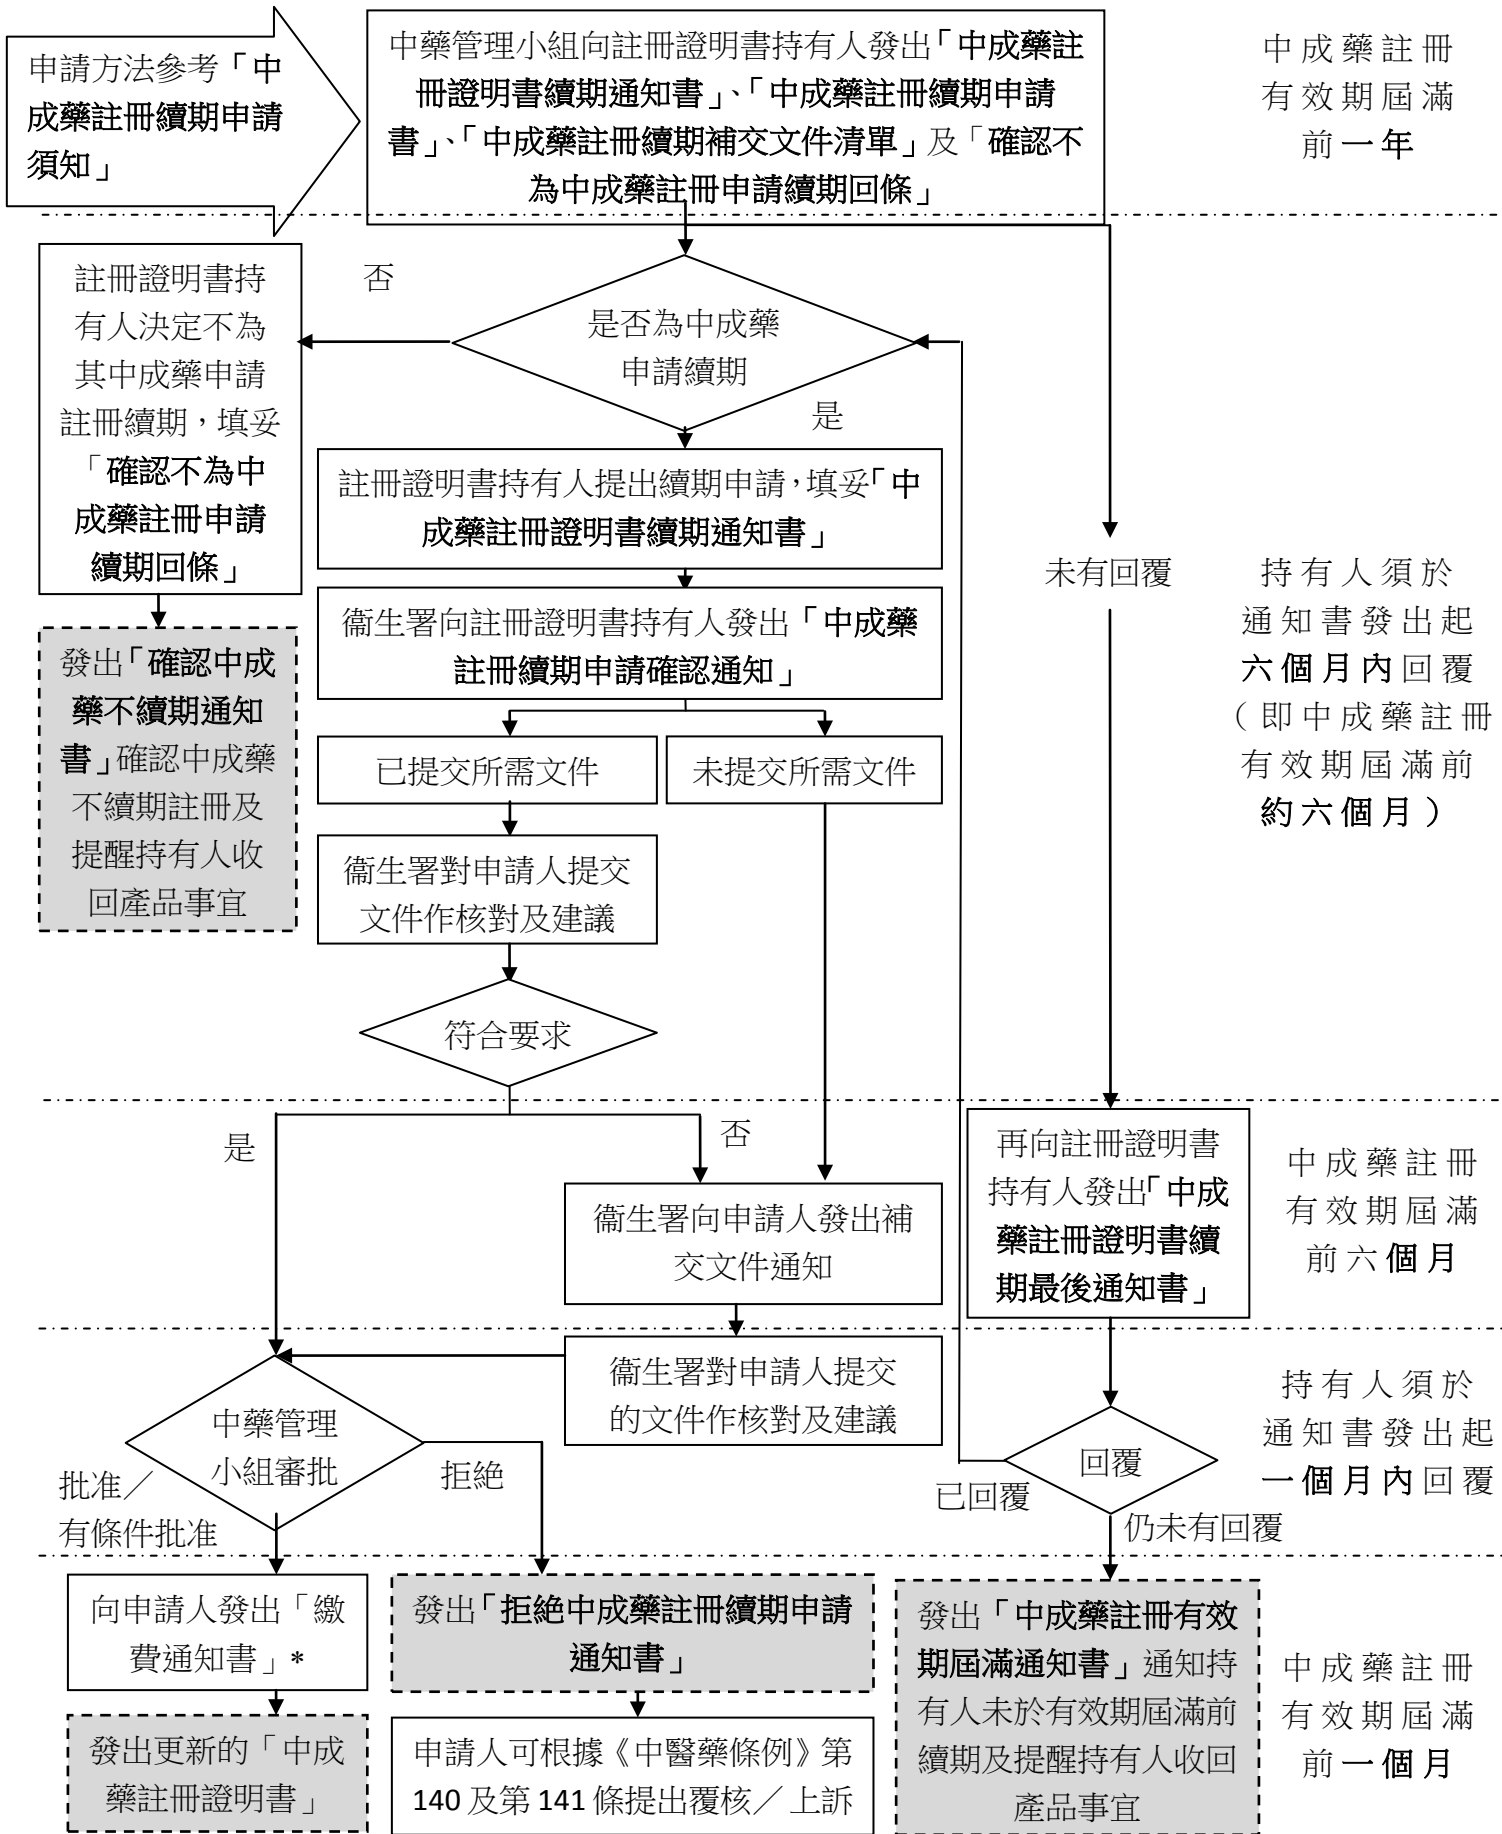 申請方法參考「中
成藥註冊續期申請
須知」
中藥管理小組向註冊證明書持有人發出「中成藥註
冊證明書續期通知書」、「中成藥註冊續期申請
書」、「中成藥註冊續期補交文件清單」及「確認不
為中成藥註冊申請續期回條」
中成藥註冊
有效期屆滿
前一年
註冊證明書持
有人決定不為
其中成藥申請
註冊續期，填妥
「確認不為中
成藥註冊申請
續期回條」
否
是否為中成藥
申請續期
是
註冊證明書持有人提出續期申請，填妥「中
成藥註冊證明書續期通知書」
衞生署向註冊證明書持有人發出「中成藥
註冊續期申請確認通知」
未有回覆
持有人須於
通知書發出起
六個月內回覆
（即中成藥註冊
有效期屆滿前
約六個月）
發出「確認中成
藥不續期通知
書」確認中成藥
不續期註冊及
提醒持有人收
回產品事宜
已提交所需文件
未提交所需文件
衞生署對申請人提交
文件作核對及建議
符合要求
是
否
衞生署向申請人發出補
交文件通知
再向註冊證明書
持有人發出「中成
藥註冊證明書續
期最後通知書」
中成藥註冊
有效期屆滿
前六個月
衞生署對申請人提交
的文件作核對及建議
中藥管理
小組審批
批准／
有條件批准
拒絕
回覆
已回覆
仍未有回覆
持有人須於
通知書發出起
一個月內回覆
向申請人發出「繳
費通知書」*
發出更新的「中成
藥註冊證明書」
發出「拒絕中成藥註冊續期申請
通知書」
申請人可根據《中醫藥條例》第
140 及第 141 條提出覆核／上訴
發出「中成藥註冊有效
期屆滿通知書」通知持
有人未於有效期屆滿前
續期及提醒持有人收回
產品事宜
中成藥註冊
有效期屆滿
前一個月